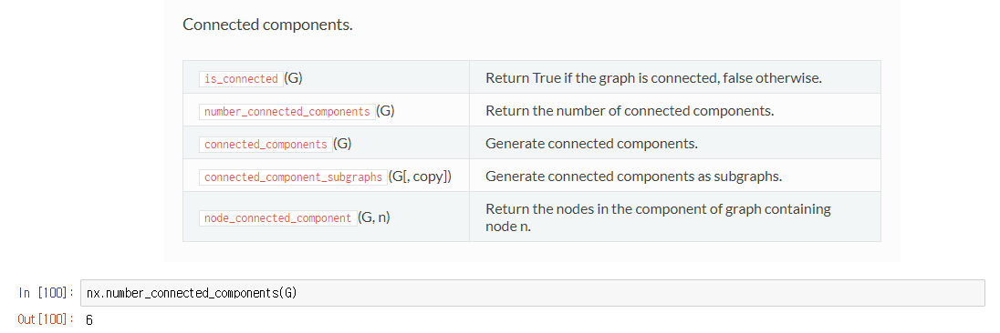 Connected components.
is_connected (G) Return True if the graph is connected, false otherwise.
number_connected_components (G) Return the number of connected components.
connected_components (G) Generate connected components.
connected_component_subgraphs (G[, copy]) Generate connected components as subgraphs.
node_connected_component (G, n) Return the nodes in the component of graph containing
node n.
In [100]: nx.number_connected_components(G)
Out[100]: 6